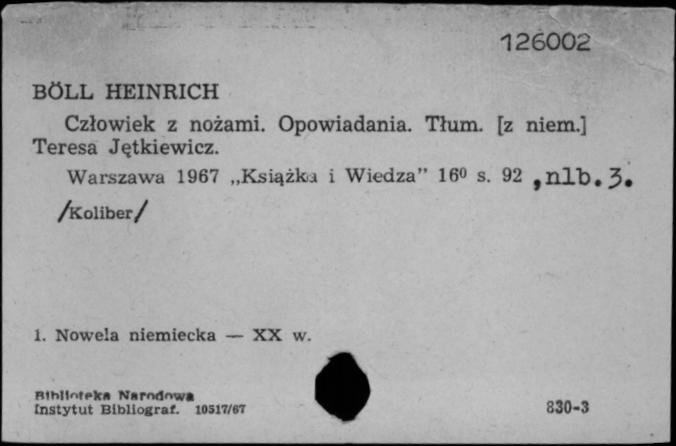 126002
BÖLL HEINRICH
Człowiek z nożami. Opowiadania. Tłum. [z niem.]
Teresa Jętkiewicz.
Warszawa 1967 „Książka i Wiedza” 16⁰ s. 92 , nlb. 3.
/Koliber/
1. Nowela niemiecka — XX w.
Biblioteka Narodowa
Instytut Bibliograf. 10517/67
830-3